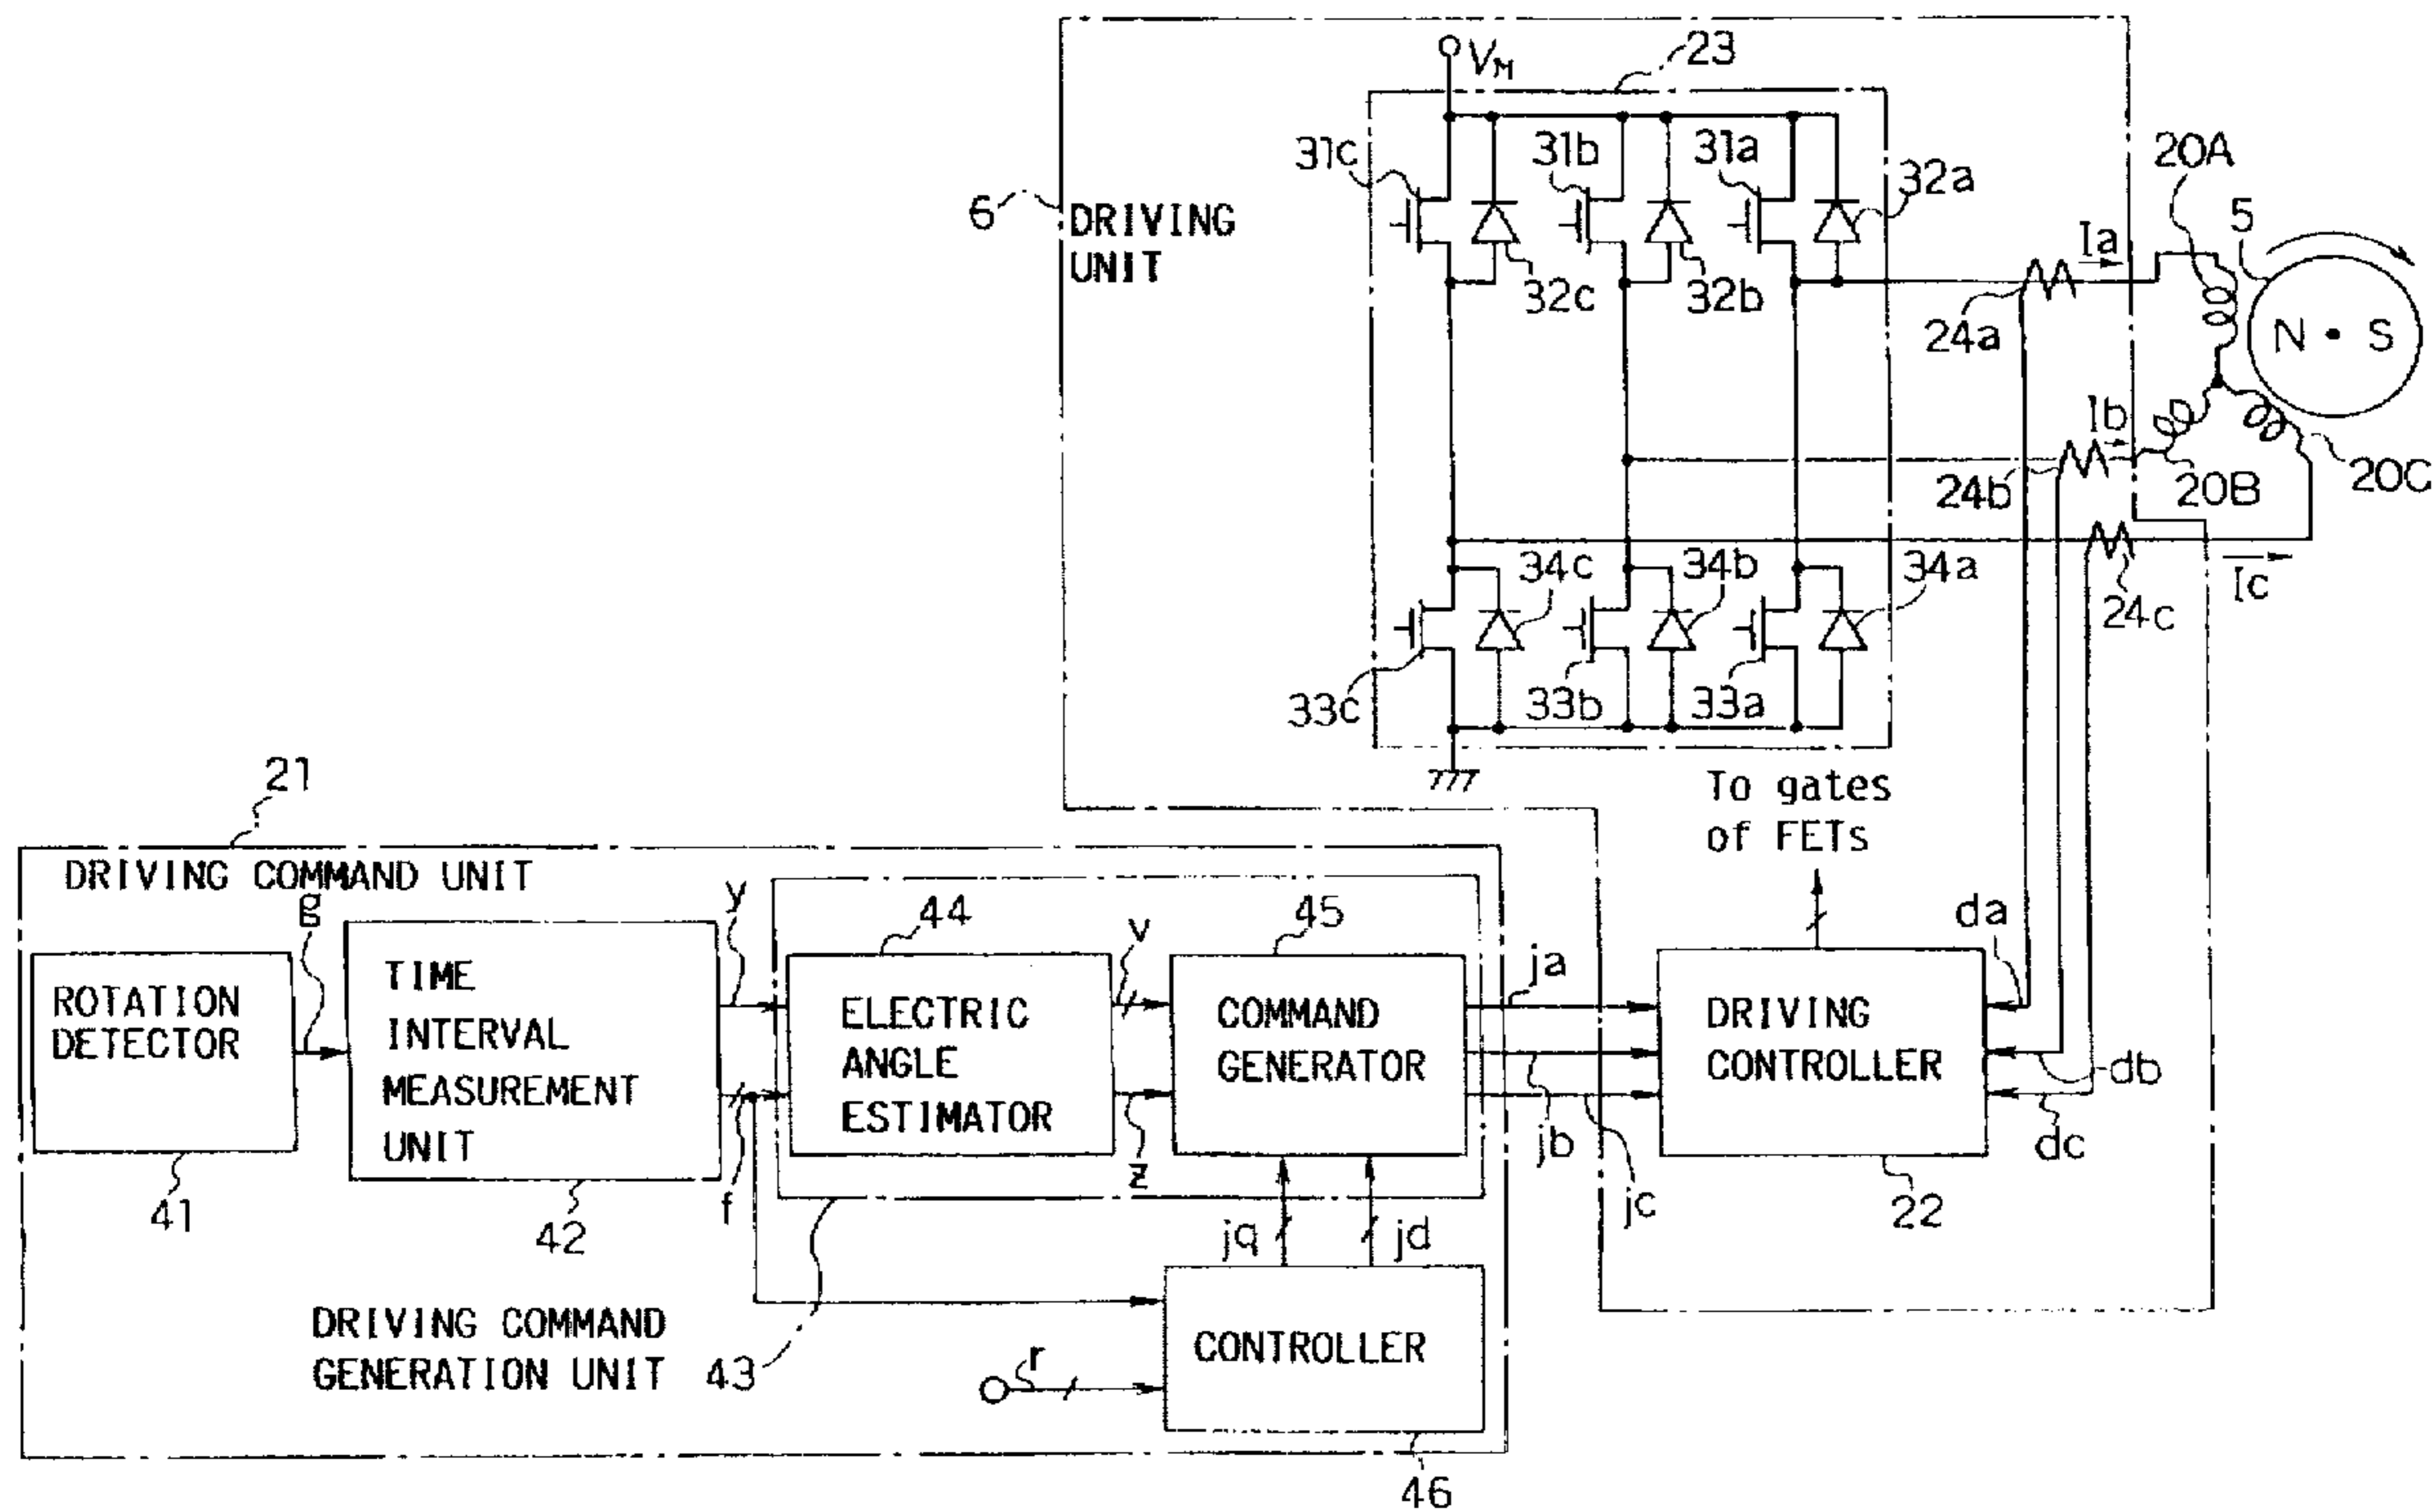 23
VM
31c
31b
31a
20A
32a
6
DRIVING
UNIT
5
Ia
32c
32b
24a
N • S
Ib
24b
20B
20C
34c
34b
34a
Ic
24c
33c
33b
33a
21
To gates
of FETs
DRIVING COMMAND UNIT
g
y
44
v
45
ja
da
ROTATION
DETECTOR
TIME
INTERVAL
MEASUREMENT
UNIT
ELECTRIC
ANGLE
ESTIMATOR
COMMAND
GENERATOR
DRIVING
CONTROLLER
db
jb
dc
z
41
42
f
jq
jd
jc
22
DRIVING COMMAND
GENERATION UNIT
43
r
CONTROLLER
46